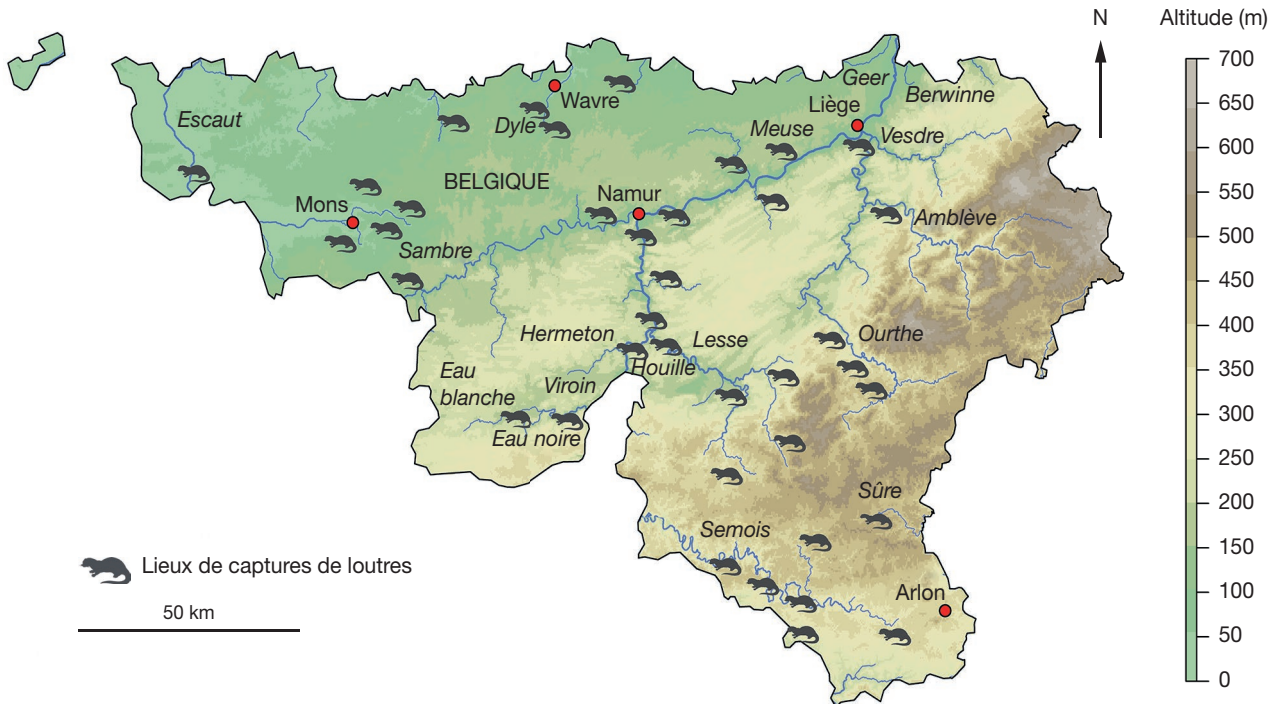 N
Altitude (m)
700
650
600
550
500
450
400
350
300
250
200
150
100
50
0
Geer
Berwinne
Wavre
Liège
Escaut
Dyle
Meuse
Vesdre
BELGIQUE
Namur
Mons
Amblève
Sambre
Hermeton
Lesse
Ourthe
Houille
Eau
blanche
Viroin
Eau noire
Sûre
Semois
Lieux de captures de loutres
Arlon
50 km